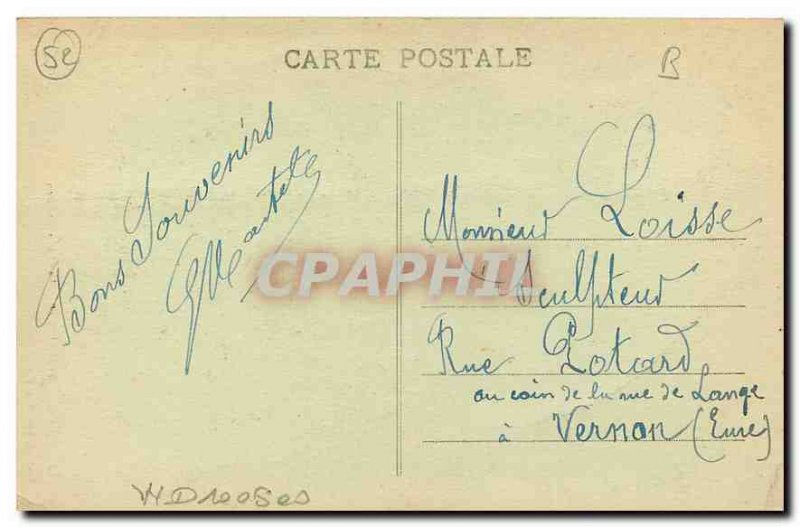 5e
CARTE POSTALE
B
Bons Souvenirs
Monsieur Loisse
Sculpteur
Rue Potard
au coin de la rue de Lange
à Vernon (Eure)
CPAPHIL